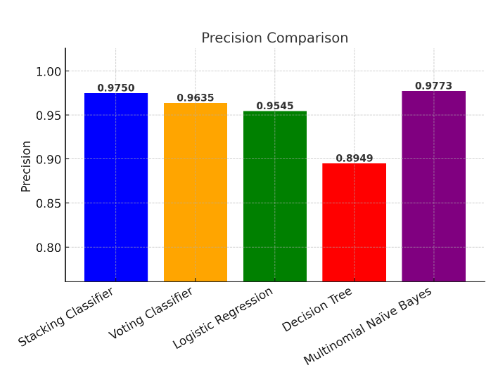 Precision Comparison
1.00
0.95
0.90
0.85
0.80
Precision
0.9750
0.9635
0.9545
0.8949
0.9773
Stacking Classifier
Voting Classifier
Logistic Regression
Decision Tree
Multinomial Naïve Bayes